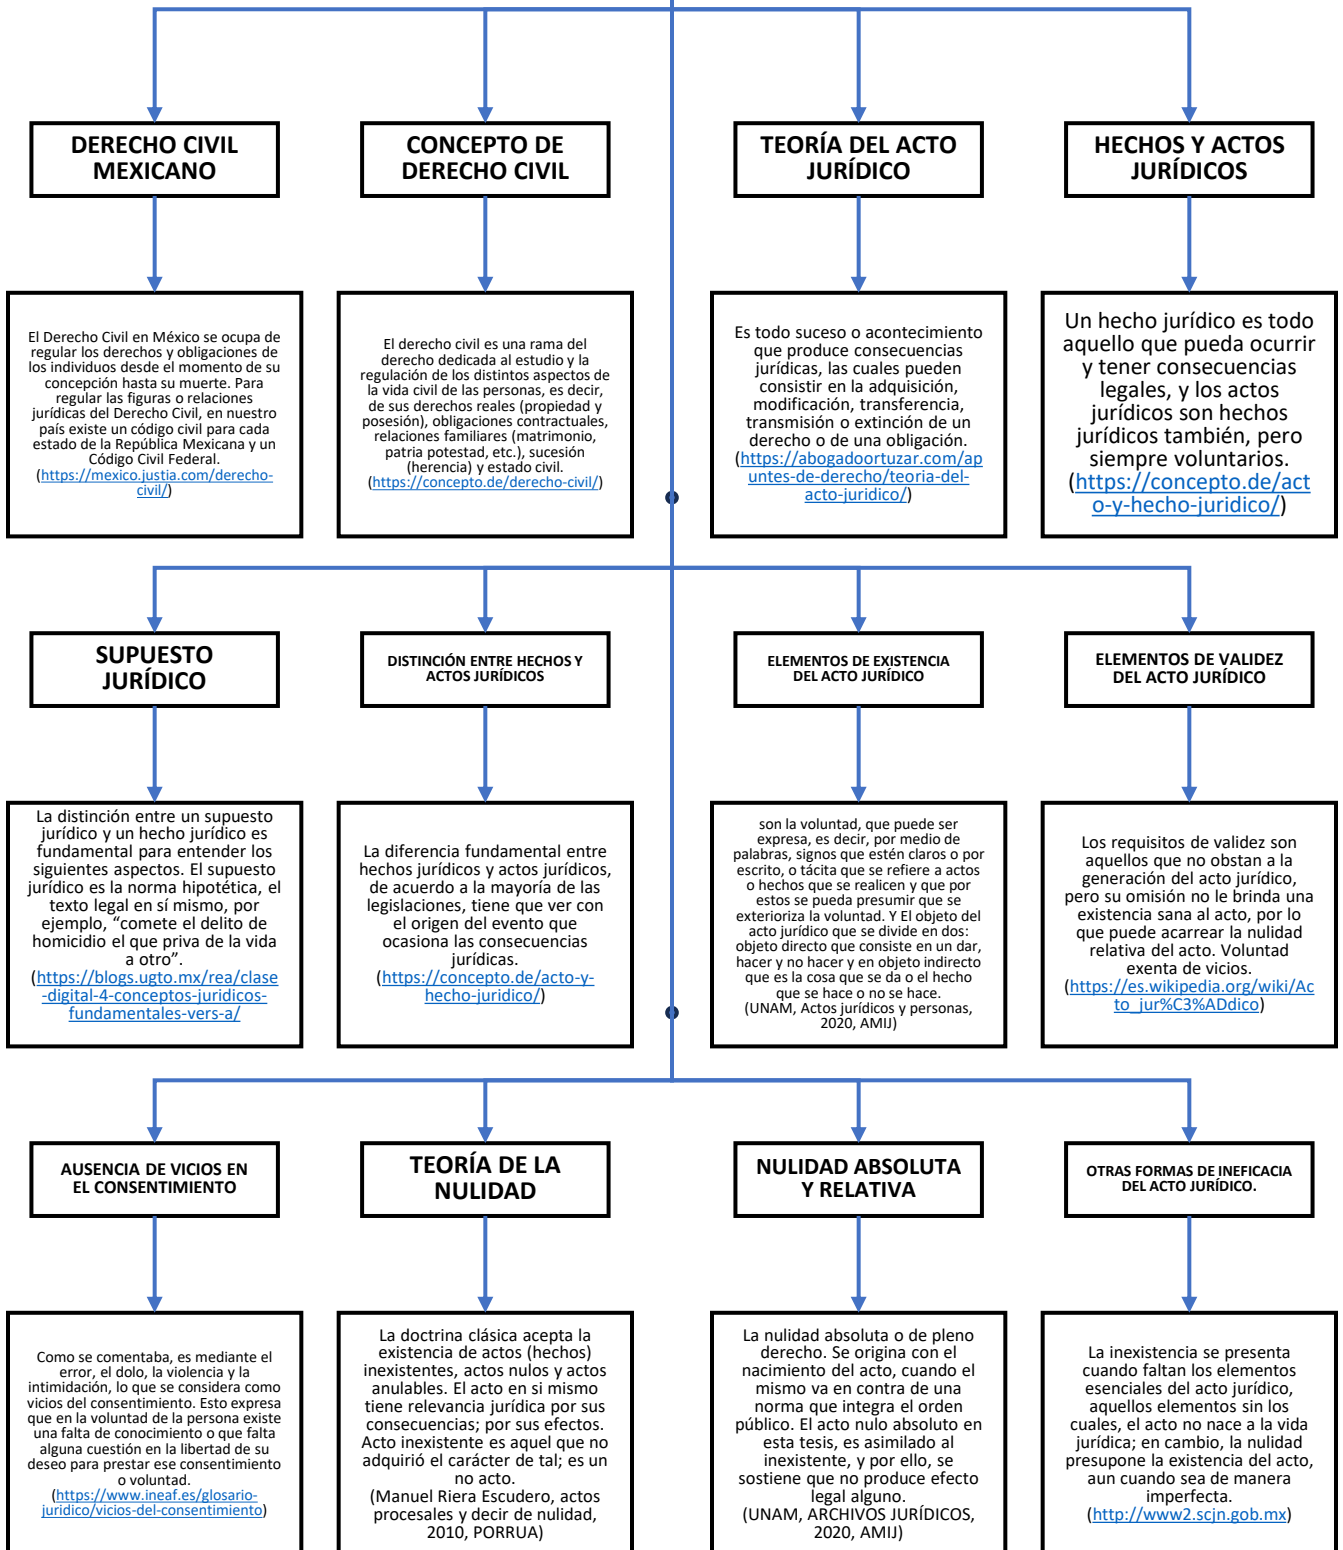 DERECHO CIVIL
MEXICANO
CONCEPTO DE
DERECHO CIVIL
TEORÍA DEL ACTO
JURÍDICO
HECHOS Y ACTOS
JURÍDICOS
El Derecho Civil en México se ocupa de
regular los derechos y obligaciones de
los individuos desde el momento de su
concepción hasta su muerte. Para
regular las figuras o relaciones
jurídicas del Derecho Civil, en nuestro
país existe un código civil para cada
estado de la República Mexicana y un
Código Civil Federal.
(https://mexico.justia.com/derecho-
civil/)
El derecho civil es una rama del
derecho dedicada al estudio y la
regulación de los distintos aspectos de
la vida civil de las personas, es decir,
de sus derechos reales (propiedad y
posesión), obligaciones contractuales,
relaciones familiares (matrimonio,
patria potestad, etc.), sucesión
(herencia) y estado civil.
(https://concepto.de/derecho-civil/)
Es todo suceso o acontecimiento
que produce consecuencias
jurídicas, las cuales pueden
consistir en la adquisición,
modificación, transferencia,
transmisión o extinción de un
derecho o de una obligación.
(https://abogadoortuzar.com/ap
untes-de-derecho/teoria-del-
acto-juridico/)
Un hecho jurídico es todo
aquello que pueda ocurrir
y tener consecuencias
legales, y los actos
jurídicos son hechos
jurídicos también, pero
siempre voluntarios.
(https://concepto.de/act
o-y-hecho-juridico/)
SUPUESTO
JURÍDICO
DISTINCIÓN ENTRE HECHOS Y
ACTOS JURÍDICOS
ELEMENTOS DE EXISTENCIA
DEL ACTO JURÍDICO
ELEMENTOS DE VALIDEZ
DEL ACTO JURÍDICO
La distinción entre un supuesto
jurídico y un hecho jurídico es
fundamental para entender los
siguientes aspectos. El supuesto
jurídico es la norma hipotética, el
texto legal en sí mismo, por
ejemplo, “comete el delito de
homicidio el que priva de la vida
a otro”.
(https://blogs.ugto.mx/rea/clase
-digital-4-conceptos-juridicos-
fundamentales-vers-a/
La diferencia fundamental entre
hechos jurídicos y actos jurídicos,
de acuerdo a la mayoría de las
legislaciones, tiene que ver con
el origen del evento que
ocasiona las consecuencias
jurídicas.
(https://concepto.de/acto-y-
hecho-juridico/)
son la voluntad, que puede ser
expresa, es decir, por medio de
palabras, signos que estén claros o por
escrito, o tácita que se refiere a actos
o hechos que se realicen y que por
estos se pueda presumir que se
exterioriza la voluntad. Y El objeto del
acto jurídico que se divide en dos:
objeto directo que consiste en un dar,
hacer y no hacer y en objeto indirecto
que es la cosa que se da o el hecho
que se hace o no se hace.
(UNAM, Actos jurídicos y personas,
2020, AMIJ)
Los requisitos de validez son
aquellos que no obstan a la
generación del acto jurídico,
pero su omisión no le brinda una
existencia sana al acto, por lo
que puede acarrear la nulidad
relativa del acto. Voluntad
exenta de vicios.
(https://es.wikipedia.org/wiki/Ac
to_jur%C3%ADdico)
AUSENCIA DE VICIOS EN
EL CONSENTIMIENTO
TEORÍA DE LA
NULIDAD
NULIDAD ABSOLUTA
Y RELATIVA
OTRAS FORMAS DE INEFICACIA
DEL ACTO JURÍDICO.
Como se comentaba, es mediante el
error, el dolo, la violencia y la
intimidación, lo que se considera como
vicios del consentimiento. Esto expresa
que en la voluntad de la persona existe
una falta de conocimiento o que falta
alguna cuestión en la libertad de su
deseo para prestar ese consentimiento
o voluntad.
(https://www.ineaf.es/glosario-
juridico/vicios-del-consentimiento)
La doctrina clásica acepta la
existencia de actos (hechos)
inexistentes, actos nulos y actos
anulables. El acto en si mismo
tiene relevancia jurídica por sus
consecuencias; por sus efectos.
Acto inexistente es aquel que no
adquirió el carácter de tal; es un
no acto.
(Manuel Riera Escudero, actos
procesales y decir de nulidad,
2010, PORRUA)
La nulidad absoluta o de pleno
derecho. Se origina con el
nacimiento del acto, cuando el
mismo va en contra de una
norma que integra el orden
público. El acto nulo absoluto en
esta tesis, es asimilado al
inexistente, y por ello, se
sostiene que no produce efecto
legal alguno.
(UNAM, ARCHIVOS JURÍDICOS,
2020, AMIJ)
La inexistencia se presenta
cuando faltan los elementos
esenciales del acto jurídico,
aquellos elementos sin los
cuales, el acto no nace a la vida
jurídica; en cambio, la nulidad
presupone la existencia del acto,
aun cuando sea de manera
imperfecta.
(http://www2.scjn.gob.mx)